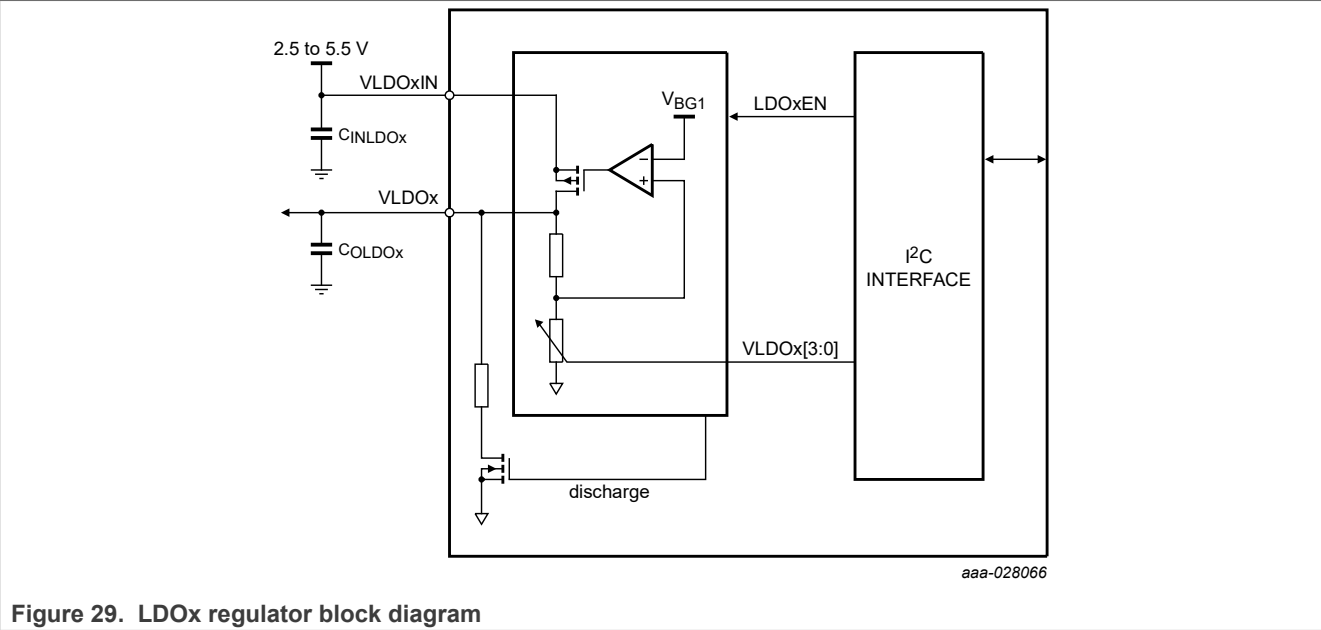 2.5 to 5.5 V
VLDOxIN
CINLDOx
VLDOx
COLDOx
VBG1
−
+
LDOxEN
I2C
INTERFACE
VLDOx[3:0]
discharge
aaa-028066
Figure 29. LDOx regulator block diagram